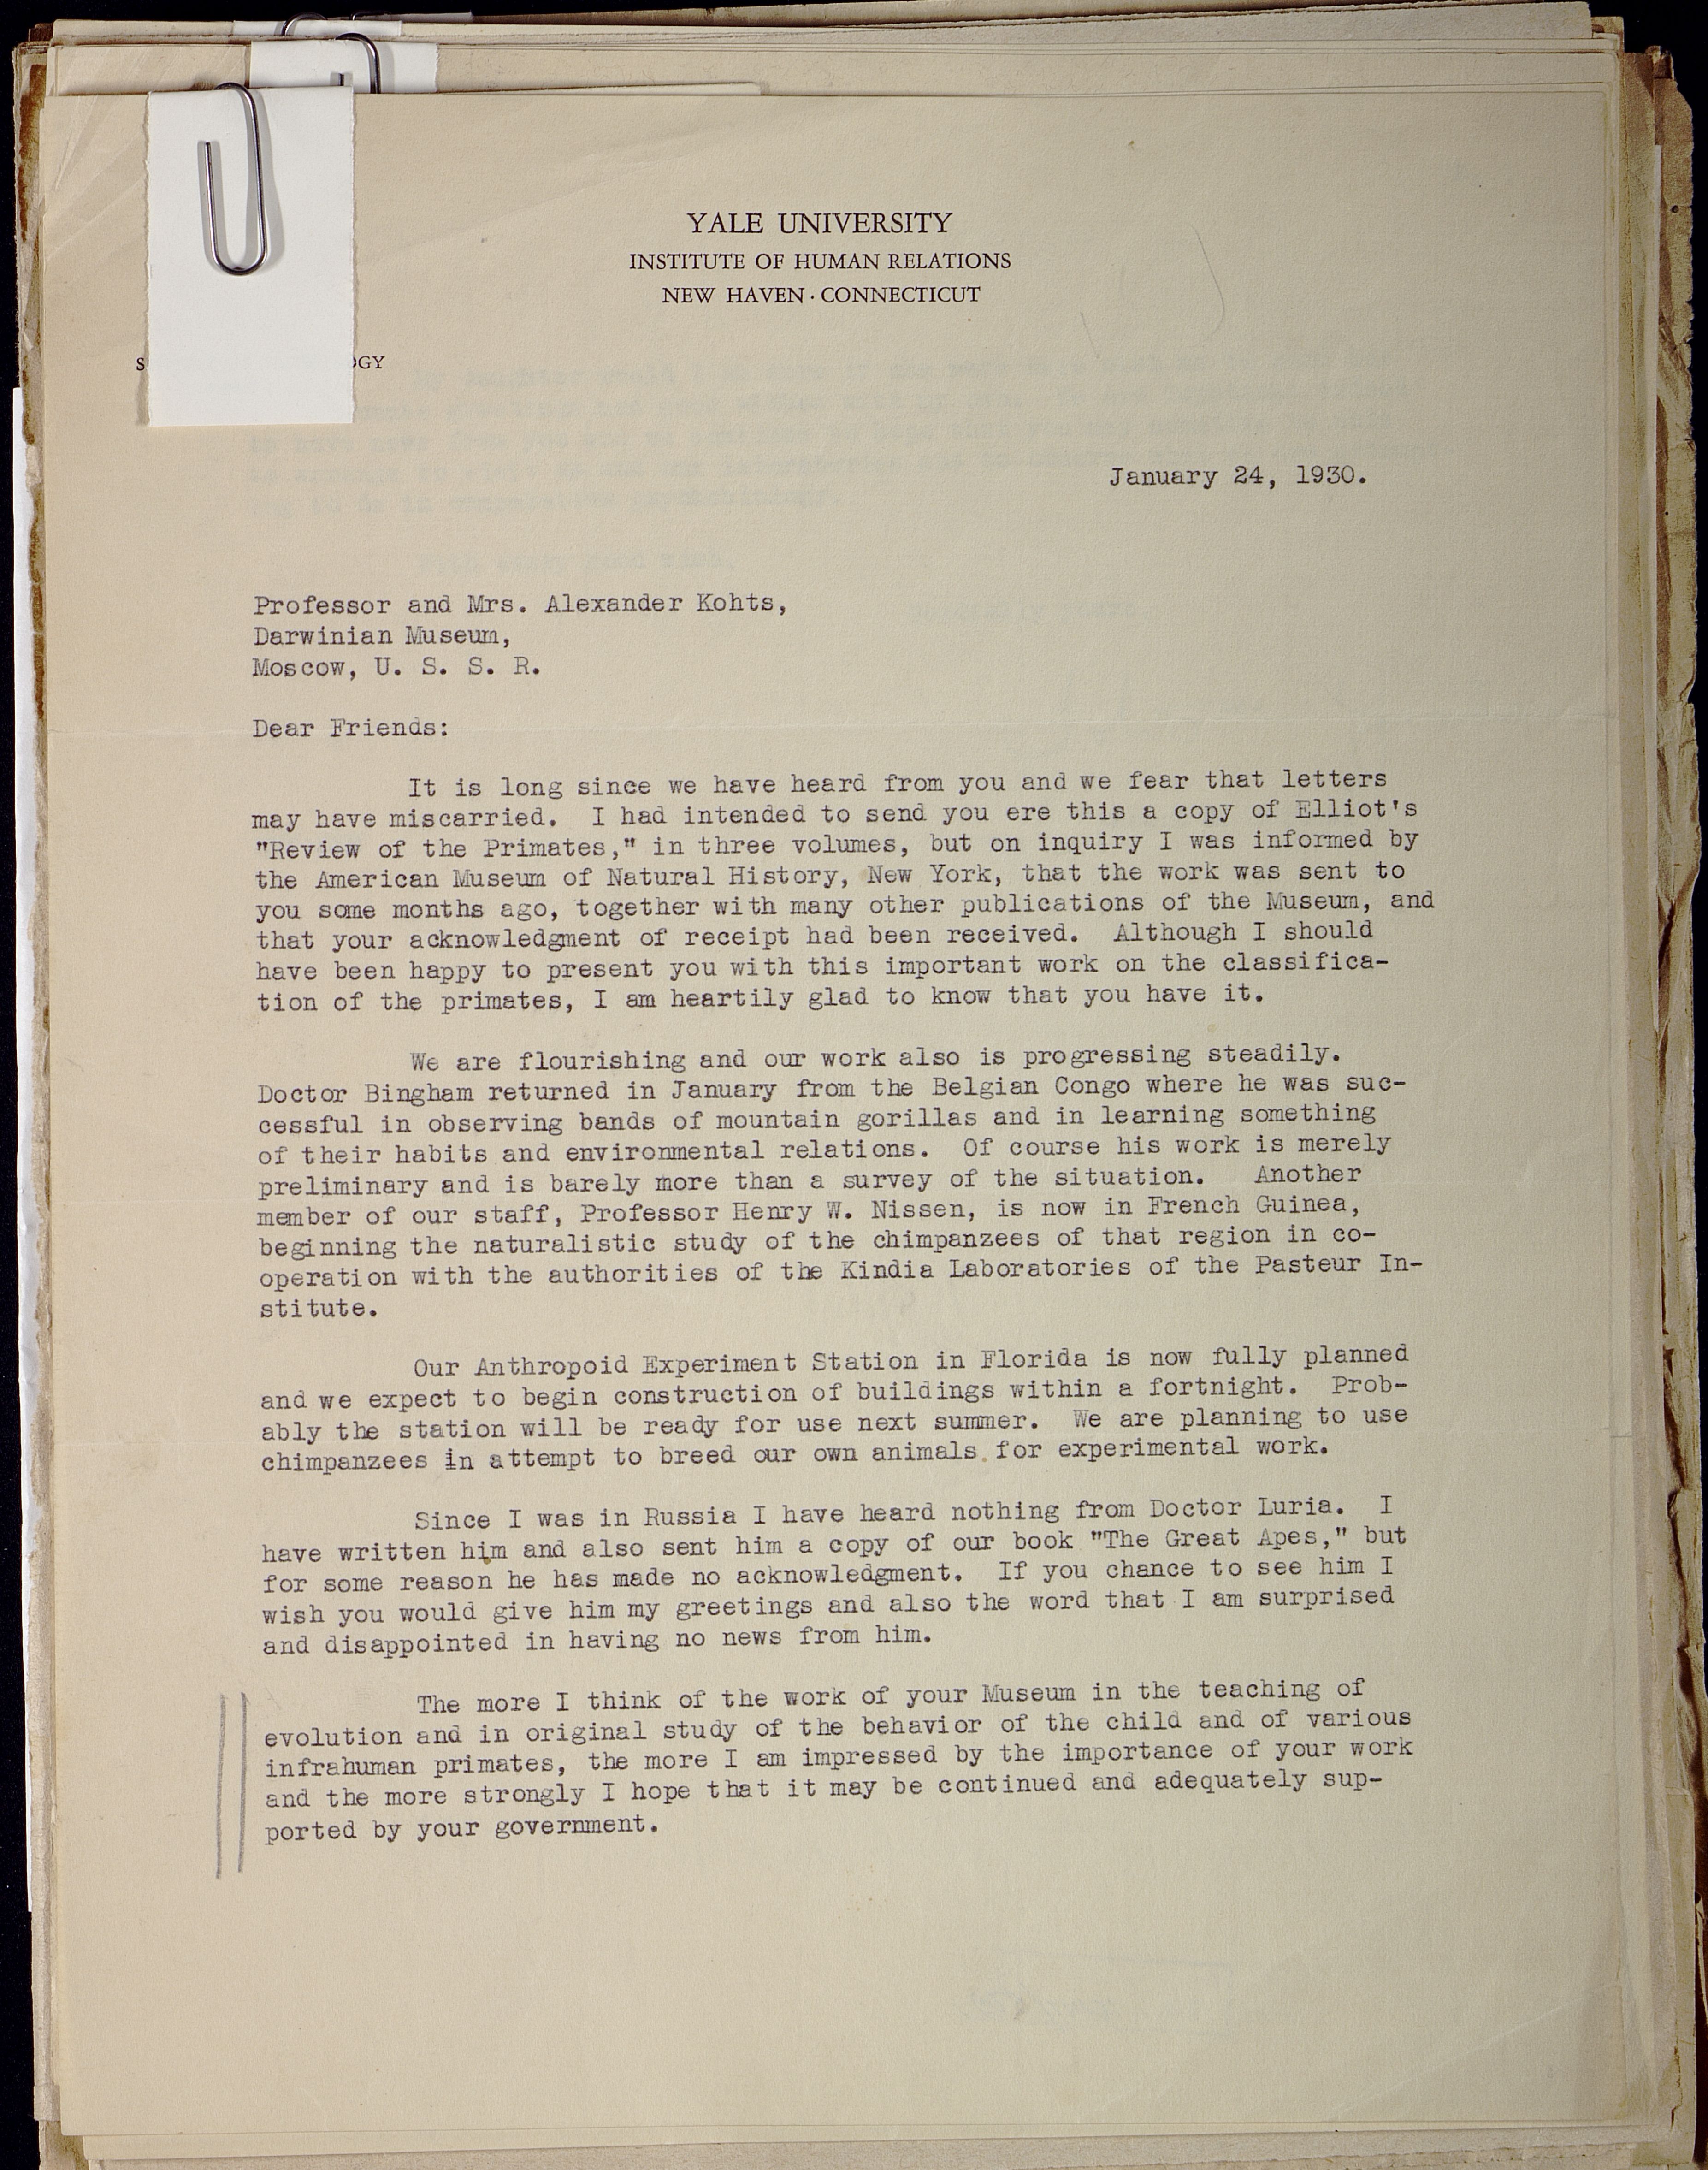 YALE UNIVERSITY
INSTITUTE OF HUMAN RELATIONS
NEW HAVEN · CONNECTICUT
January 24, 1930.
Professor and Mrs. Alexander Kohts,
Darwinian Museum,
Moscow, U. S. S. R.
Dear Friends:
It is long since we have heard from you and we fear that letters
may have miscarried. I had intended to send you ere this a copy of Elliot's
"Review of the Primates," in three volumes, but on inquiry I was informed by
the American Museum of Natural History, New York, that the work was sent to
you some months ago, together with many other publications of the Museum, and
that your acknowledgment of receipt had been received. Although I should
have been happy to present you with this important work on the classifica-
tion of the primates, I am heartily glad to know that you have it.
We are flourishing and our work also is progressing steadily.
Doctor Bingham returned in January from the Belgian Congo where he was suc-
cessful in observing bands of mountain gorillas and in learning something
of their habits and environmental relations. Of course his work is merely
preliminary and is barely more than a survey of the situation. Another
member of our staff, Professor Henry W. Nissen, is now in French Guinea,
beginning the naturalistic study of the chimpanzees of that region in co-
operation with the authorities of the Kindia Laboratories of the Pasteur In-
stitute.
Our Anthropoid Experiment Station in Florida is now fully planned
and we expect to begin construction of buildings within a fortnight. Prob-
ably the station will be ready for use next summer. We are planning to use
chimpanzees in attempt to breed our own animals for experimental work.
Since I was in Russia I have heard nothing from Doctor Luria. I
have written him and also sent him a copy of our book "The Great Apes," but
for some reason he has made no acknowledgment. If you chance to see him I
wish you would give him my greetings and also the word that I am surprised
and disappointed in having no news from him.
The more I think of the work of your Museum in the teaching of
evolution and in original study of the behavior of the child and of various
infrahuman primates, the more I am impressed by the importance of your work
and the more strongly I hope that it may be continued and adequately sup-
ported by your government.